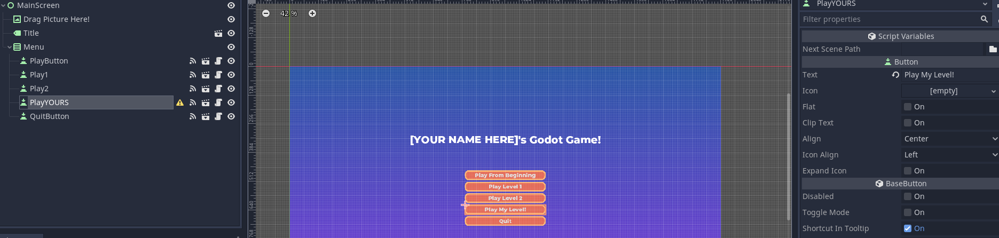 MainScreen
Drag Picture Here!
Title
Menu
PlayButton
Play1
Play2
PlayYOURS
QuitButton
42 %
0
128
256
384
512
640
768
[YOUR NAME HERE]'s Godot Game!
Play From Beginning
Play Level 1
Play Level 2
Play My Level!
Quit
PlayYOURS
Filter properties
Script Variables
Next Scene Path
Button
Text Play My Level!
Icon [empty]
Flat On
Clip Text On
Align Center
Icon Align Left
Expand Icon On
BaseButton
Disabled On
Toggle Mode On
Shortcut In Tooltip On